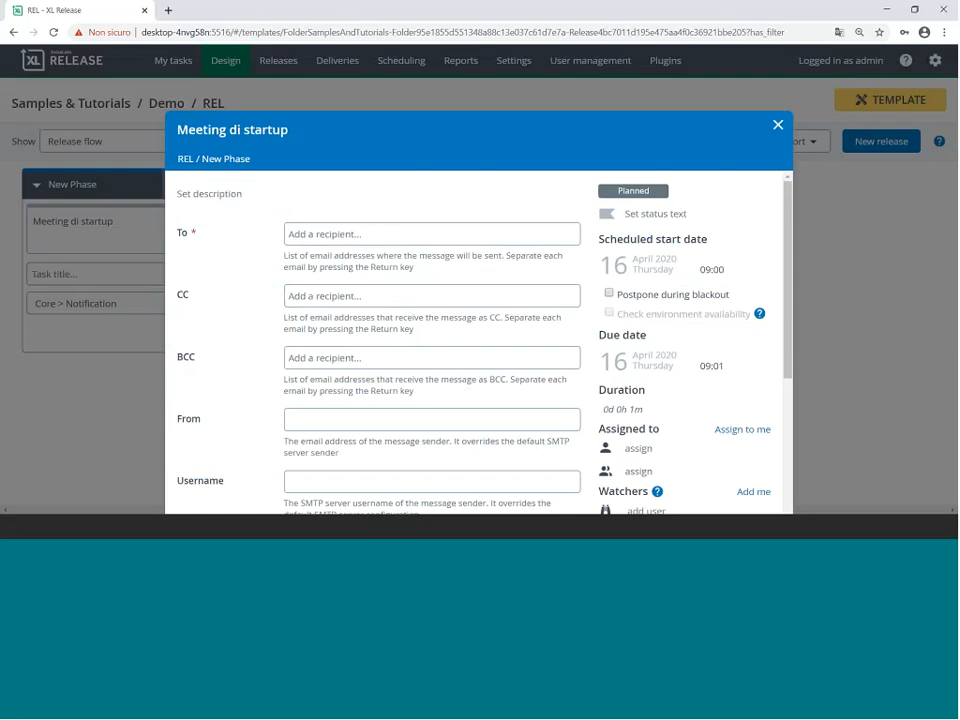 REL - XL Release
Non sicuro
desktop-4nvg58n:5516/#/templates/FolderSamplesAndTutorials-Folder95e1855d551348a88c13e037c61d7e7a-Release4bc7011d195e475aa4f0c36921bbe205?has_filter
XL RELEASE
My tasks
Design
Releases
Deliveries
Scheduling
Reports
Settings
User management
Plugins
Logged in as admin
Samples & Tutorials / Demo / REL
TEMPLATE
Show
Release flow
ort
New release
New Phase
Meeting di startup
Task title...
Core > Notification
Meeting di startup
REL / New Phase
Set description
To *
Add a recipient...
List of email addresses where the message will be sent. Separate each
email by pressing the Return key
CC
Add a recipient...
List of email addresses that receive the message as CC. Separate each
email by pressing the Return key
BCC
Add a recipient...
List of email addresses that receive the message as BCC. Separate each
email by pressing the Return key
From
The email address of the message sender. It overrides the default SMTP
server sender
Username
The SMTP server username of the message sender. It overrides the
default SMTP server configuration
Planned
Set status text
Scheduled start date
16 April 2020
Thursday
09:00
Postpone during blackout
Check environment availability
Due date
16 April 2020
Thursday
09:01
Duration
0d 0h 1m
Assigned to
Assign to me
assign
assign
Watchers
Add me
add user